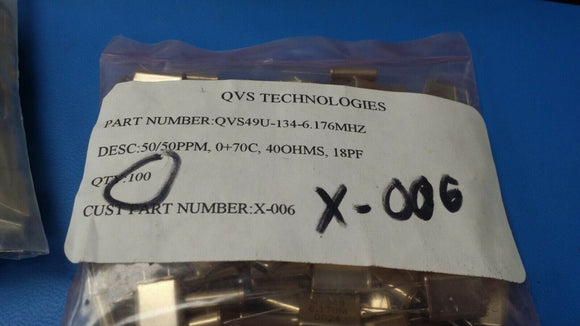 QVS TECHNOLOGIES
PART NUMBER:QVS49U-134-6.176MHZ
DESC:50/50PPM, 0+70C, 40OHMS, 18PF
QTY:100
CUST PART NUMBER:X-006
X-006